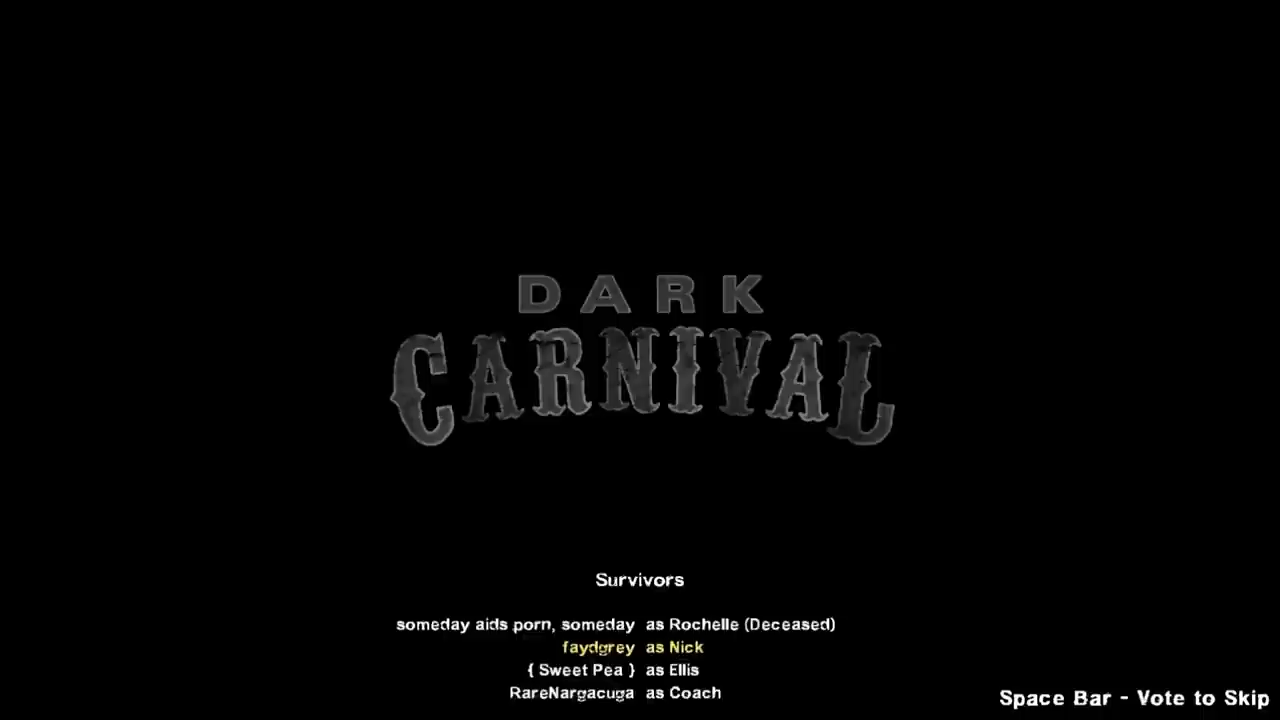 DARK
CARNIVAL
Survivors
someday aids porn, someday as Rochelle (Deceased)
faydgrey as Nick
{ Sweet Pea } as Ellis
RareNargacuga as Coach
Space Bar - Vote to Skip